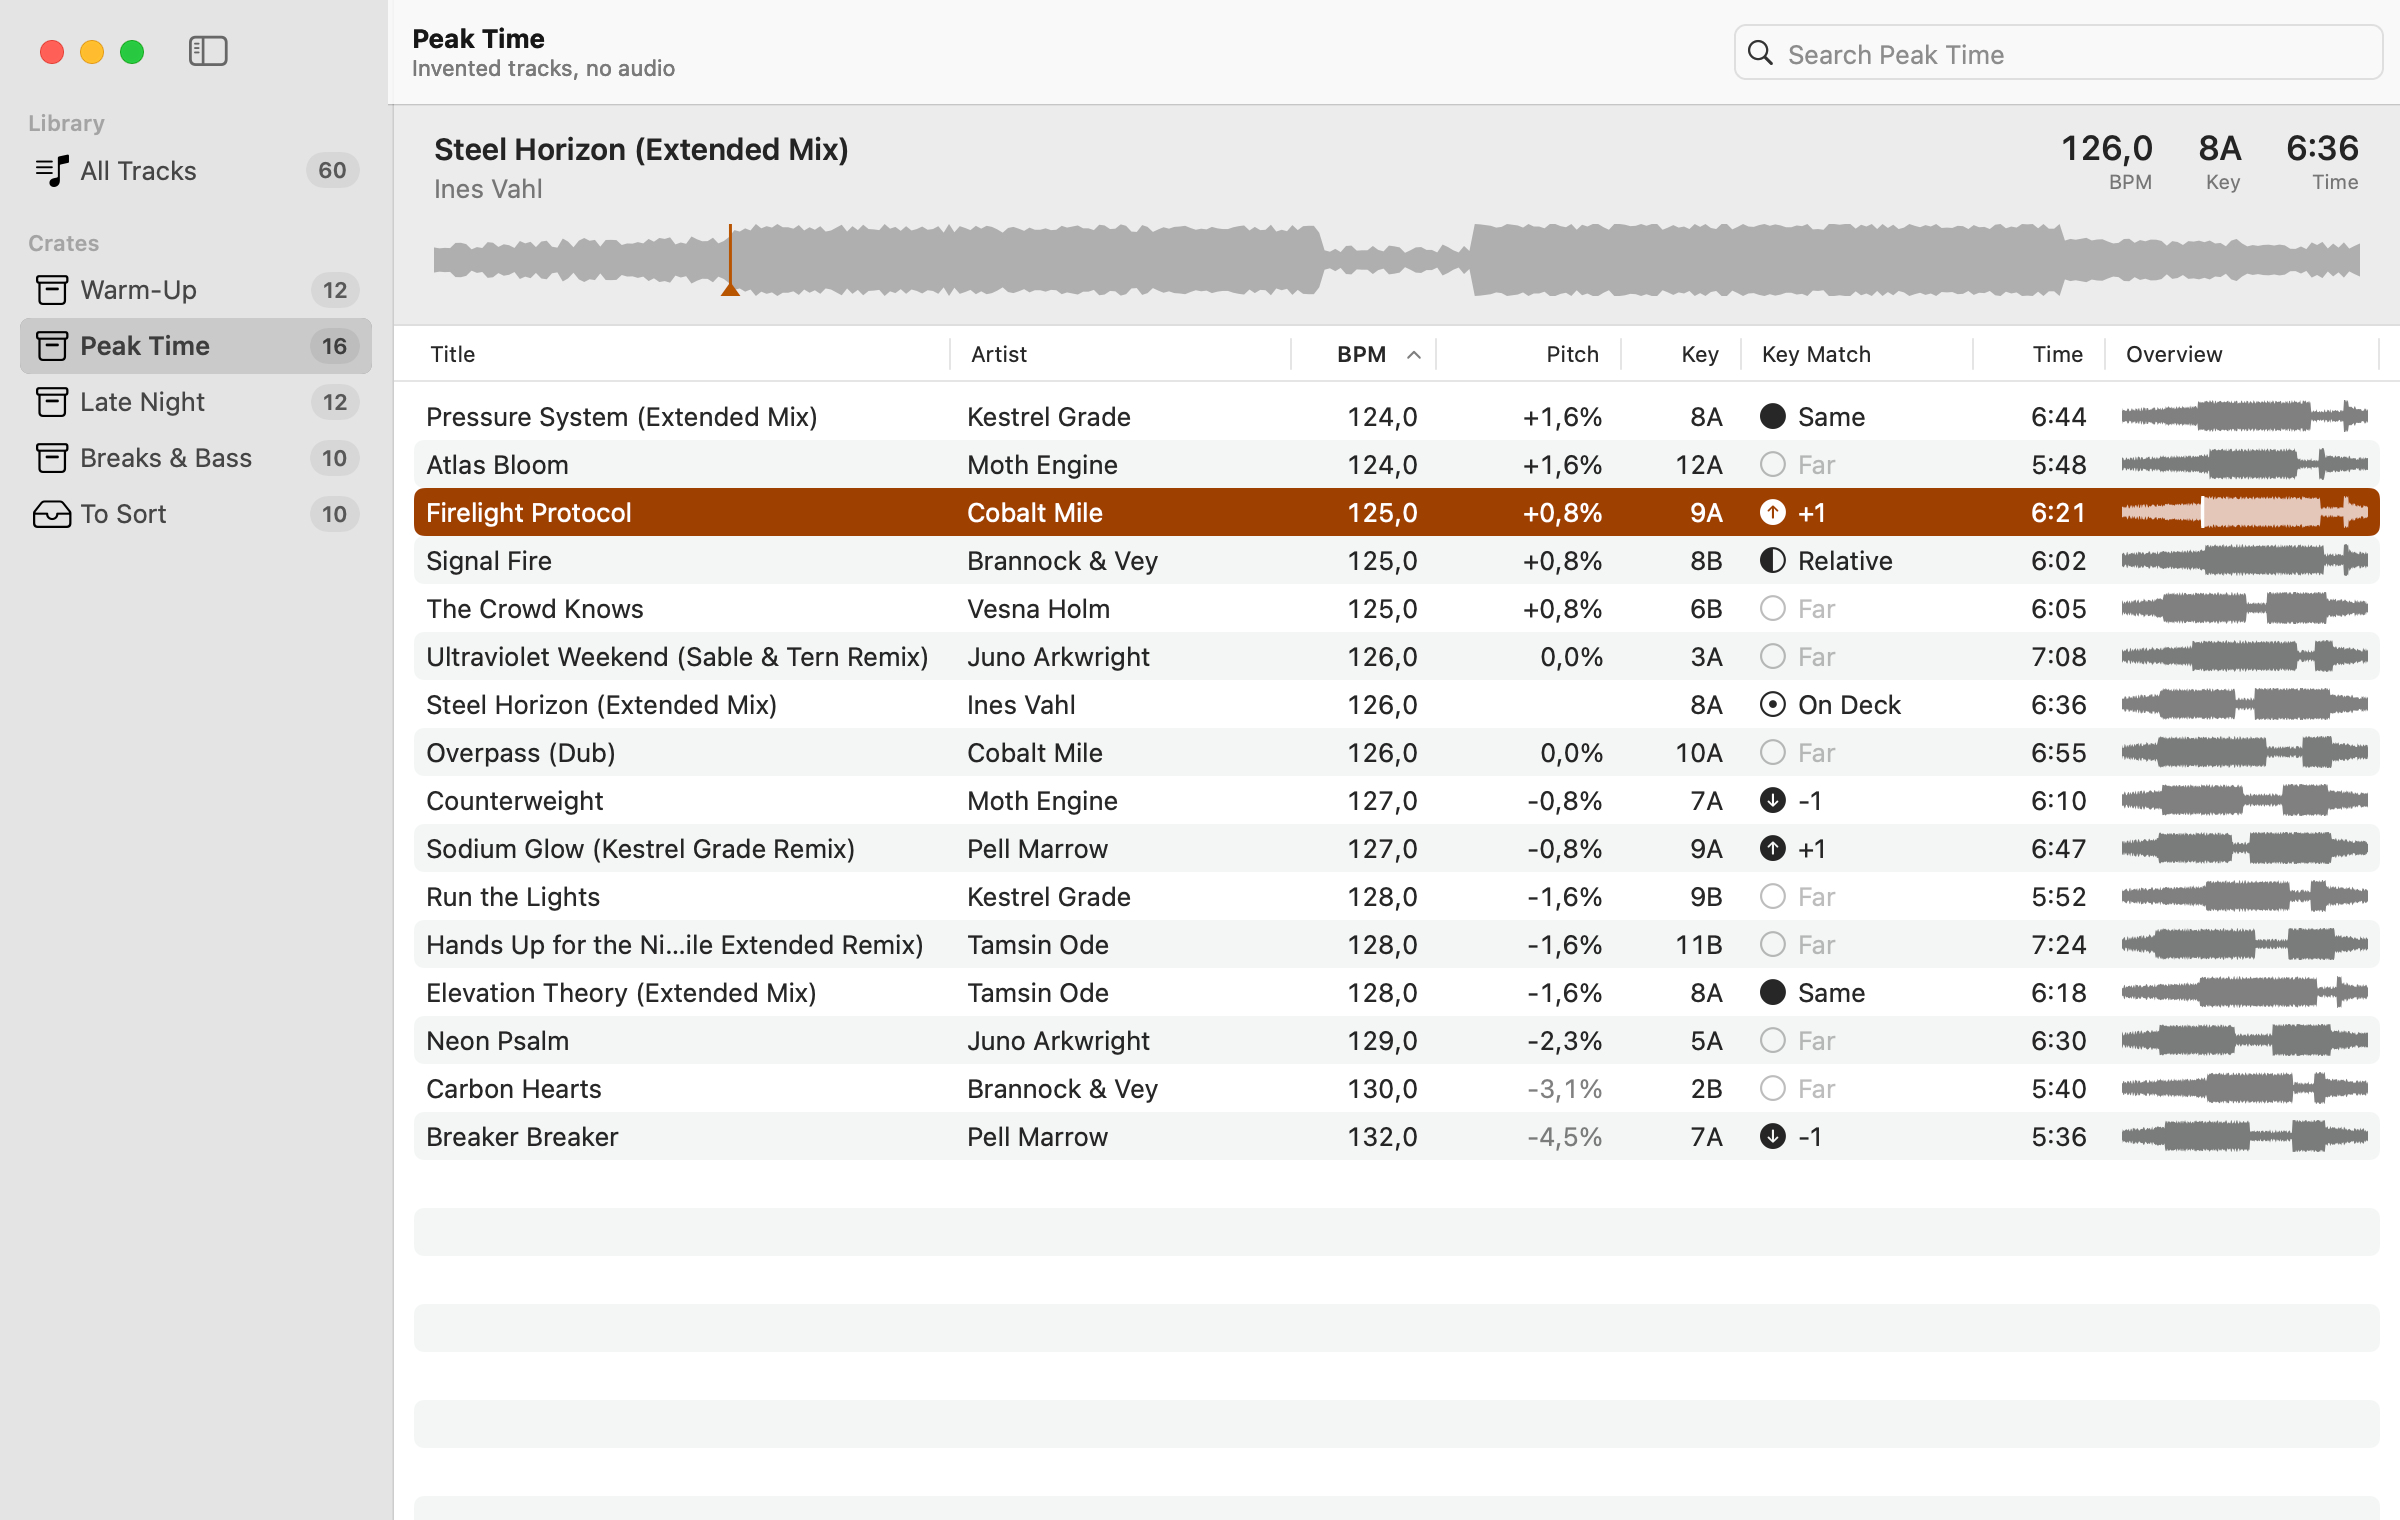 Peak Time
Invented tracks, no audio
Search Peak Time
Library
All Tracks 60
Crates
Warm-Up 12
Peak Time 16
Late Night 12
Breaks & Bass 10
To Sort 10
Steel Horizon (Extended Mix)
Ines Vahl
126,0 8A 6:36
BPM Key Time
Title Artist BPM Pitch Key Key Match Time Overview
Pressure System (Extended Mix) Kestrel Grade 124,0 +1,6% 8A Same 6:44
Atlas Bloom Moth Engine 124,0 +1,6% 12A Far 5:48
Firelight Protocol Cobalt Mile 125,0 +0,8% 9A +1 6:21
Signal Fire Brannock & Vey 125,0 +0,8% 8B Relative 6:02
The Crowd Knows Vesna Holm 125,0 +0,8% 6B Far 6:05
Ultraviolet Weekend (Sable & Tern Remix) Juno Arkwright 126,0 0,0% 3A Far 7:08
Steel Horizon (Extended Mix) Ines Vahl 126,0 8A On Deck 6:36
Overpass (Dub) Cobalt Mile 126,0 0,0% 10A Far 6:55
Counterweight Moth Engine 127,0 -0,8% 7A -1 6:10
Sodium Glow (Kestrel Grade Remix) Pell Marrow 127,0 -0,8% 9A +1 6:47
Run the Lights Kestrel Grade 128,0 -1,6% 9B Far 5:52
Hands Up for the Ni...ile Extended Remix) Tamsin Ode 128,0 -1,6% 11B Far 7:24
Elevation Theory (Extended Mix) Tamsin Ode 128,0 -1,6% 8A Same 6:18
Neon Psalm Juno Arkwright 129,0 -2,3% 5A Far 6:30
Carbon Hearts Brannock & Vey 130,0 -3,1% 2B Far 5:40
Breaker Breaker Pell Marrow 132,0 -4,5% 7A -1 5:36